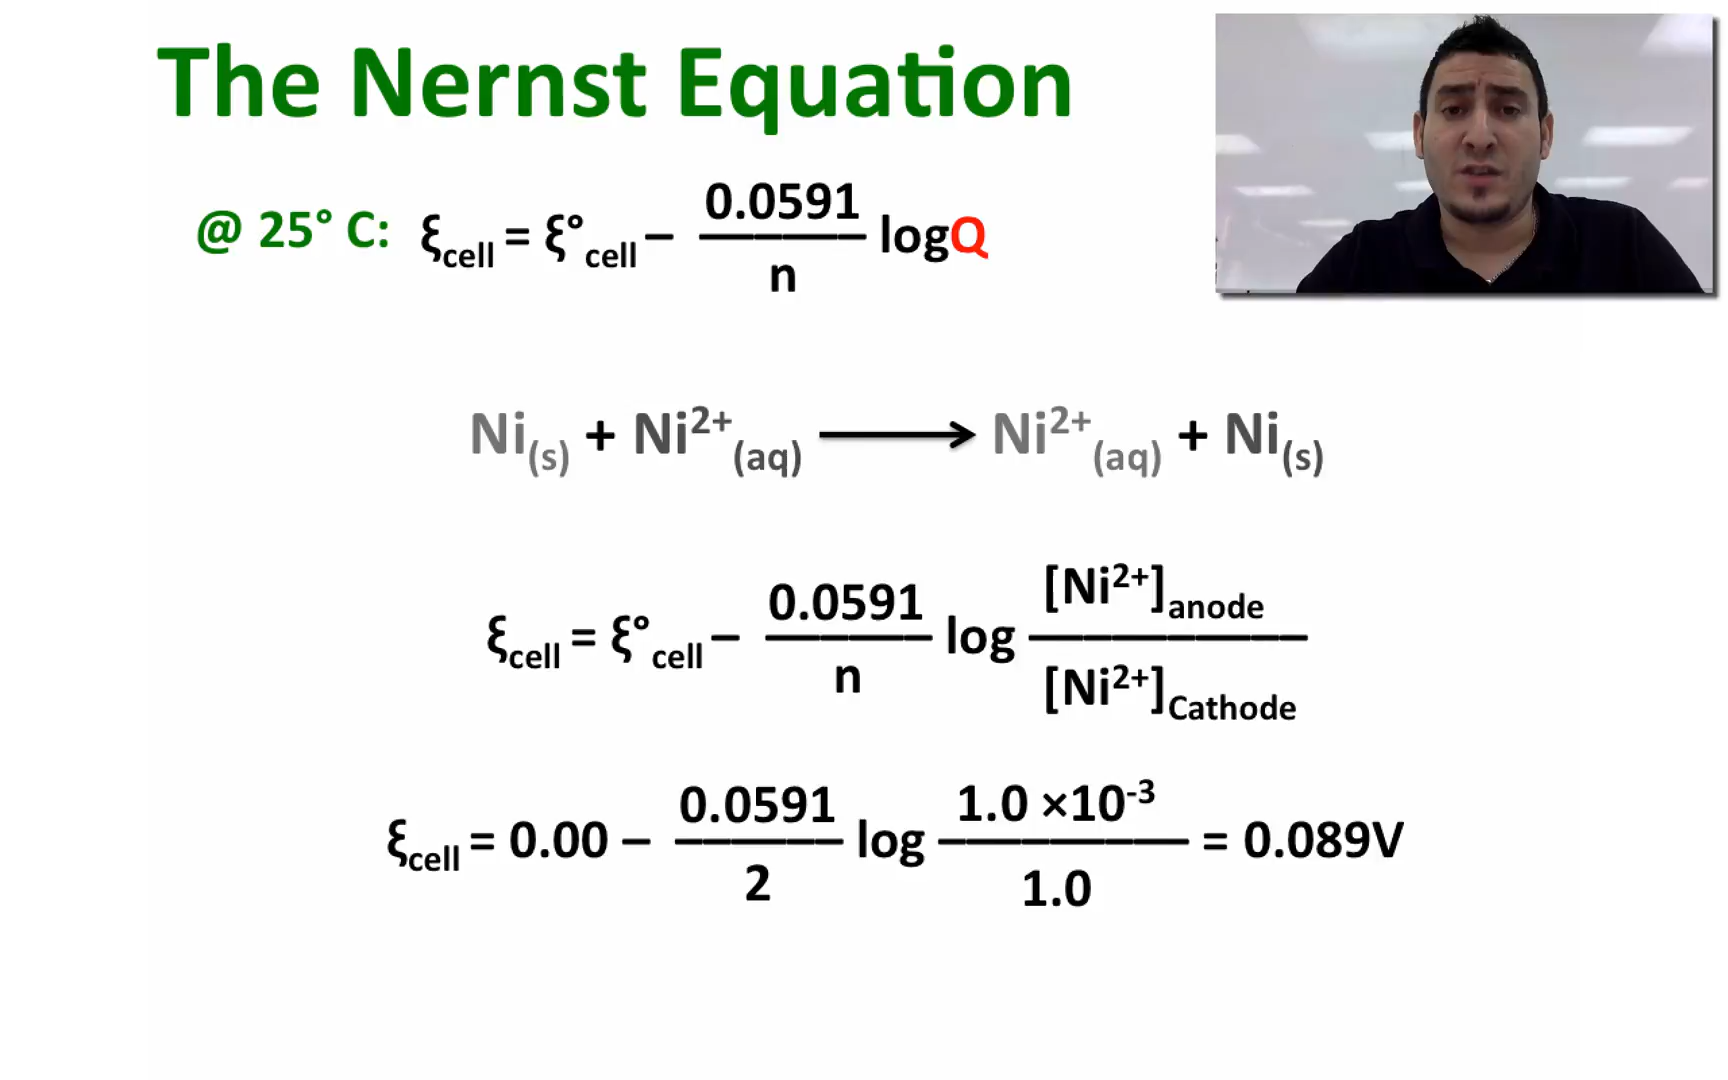 The Nernst Equation
@ 25° C: ξcell = ξ°cell – 0.0591/n logQ
Ni(s) + Ni²⁺(aq) ⟶ Ni²⁺(aq) + Ni(s)
ξcell = ξ°cell – 0.0591/n log [Ni²⁺]anode/[Ni²⁺]Cathode
ξcell = 0.00 – 0.0591/2 log 1.0 ×10⁻³/1.0 = 0.089V